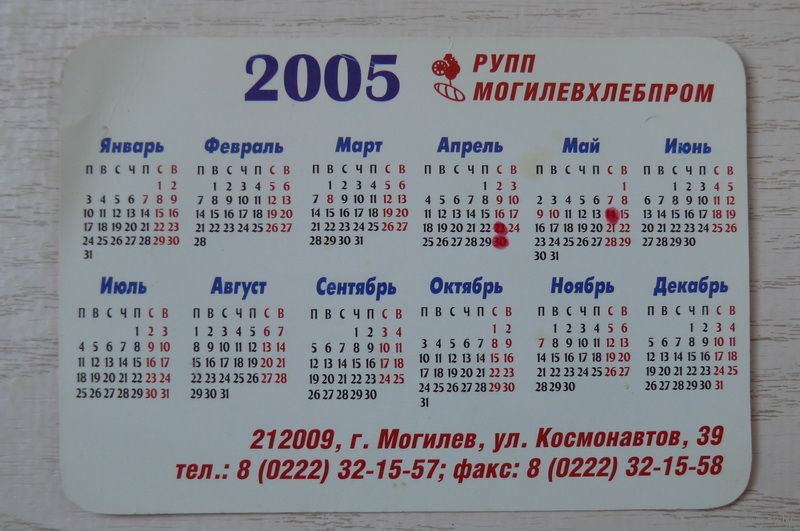 2005
РУПП
МОГИЛЕВХЛЕБПРОМ
Январь
П В С Ч П С В
1 2
3 4 5 6 7 8 9
10 11 12 13 14 15 16
17 18 19 20 21 22 23
24 25 26 27 28 29 30
31
Февраль
П В С Ч П С В
1 2 3 4 5 6
7 8 9 10 11 12 13
14 15 16 17 18 19 20
21 22 23 24 25 26 27
28
Март
П В С Ч П С В
1 2 3 4 5 6
7 8 9 10 11 12 13
14 15 16 17 18 19 20
21 22 23 24 25 26 27
28 29 30 31
Апрель
П В С Ч П С В
1 2 3
4 5 6 7 8 9 10
11 12 13 14 15 16 17
18 19 20 21 22 23 24
25 26 27 28 29 30
Май
П В С Ч П С В
1
2 3 4 5 6 7 8
9 10 11 12 13 14 15
16 17 18 19 20 21 22
23 24 25 26 27 28 29
30 31
Июнь
П В С Ч П С В
1 2 3 4 5
6 7 8 9 10 11 12
13 14 15 16 17 18 19
20 21 22 23 24 25 26
27 28 29 30
Июль
П В С Ч П С В
1 2 3
4 5 6 7 8 9 10
11 12 13 14 15 16 17
18 19 20 21 22 23 24
25 26 27 28 29 30 31
Август
П В С Ч П С В
1 2 3 4 5 6 7
8 9 10 11 12 13 14
15 16 17 18 19 20 21
22 23 24 25 26 27 28
29 30 31
Сентябрь
П В С Ч П С В
1 2 3 4
5 6 7 8 9 10 11
12 13 14 15 16 17 18
19 20 21 22 23 24 25
26 27 28 29 30
Октябрь
П В С Ч П С В
1 2
3 4 5 6 7 8 9
10 11 12 13 14 15 16
17 18 19 20 21 22 23
24 25 26 27 28 29 30
31
Ноябрь
П В С Ч П С В
1 2 3 4 5 6
7 8 9 10 11 12 13
14 15 16 17 18 19 20
21 22 23 24 25 26 27
28 29 30
Декабрь
П В С Ч П С В
1 2 3 4
5 6 7 8 9 10 11
12 13 14 15 16 17 18
19 20 21 22 23 24 25
26 27 28 29 30 31
212009, г. Могилев, ул. Космонавтов, 39
тел.: 8 (0222) 32-15-57; факс: 8 (0222) 32-15-58